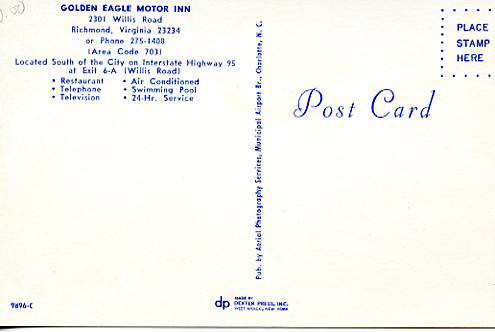 GOLDEN EAGLE MOTOR INN
2301 Willis Road
Richmond, Virginia 23234
or Phone 275-1408
(Area Code 703)
Located South of the City on Interstate Highway 95
at Exit 6-A (Willis Road)
• Restaurant • Air Conditioned
• Telephone • Swimming Pool
• Television • 24-Hr. Service
Pub. by Aerial Photography Services, Municipal Airport Br., Charlotte, N. C.
PLACE
STAMP
HERE
Post Card
9896-C
dp MADE BY
DEXTER PRESS, INC.
WEST NYACK, NEW YORK